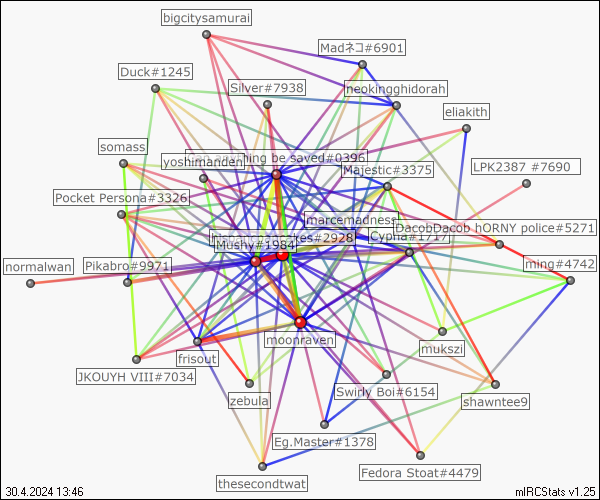 bigcitysamurai
Madネコ#6901
Duck#1245
Silver#7938
neokingghidorah
eliakith
somass
yoshimanden
be saved#0396
Majestic#3375
LPK2387 #7690
Pocket Persona#3326
marcemadness
DacobDacob hORNY police#5271
Cypha#1717
#2928
Mushy#1984
normalwan
Pikabro#9971
ming#4742
moonraven
mukszi
frisout
JKOUYH VIII#7034
zebula
Swirly Boi#6154
shawntee9
Eg.Master#1378
Fedora Stoat#4479
thesecondtwat
30.4.2024 13:46
mIRCStats v1.25